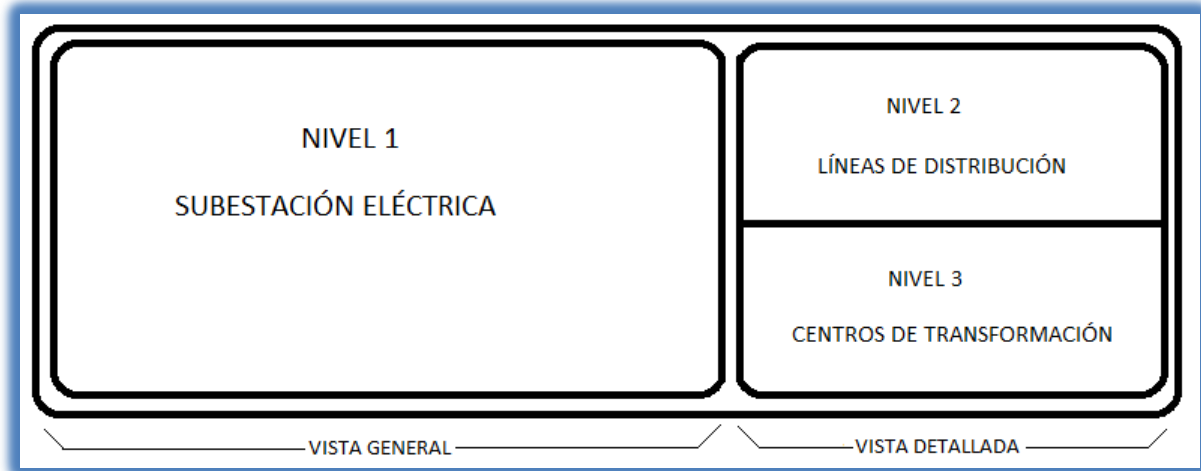 NIVEL 1
SUBESTACIÓN ELÉCTRICA
NIVEL 2
LÍNEAS DE DISTRIBUCIÓN
NIVEL 3
CENTROS DE TRANSFORMACIÓN
VISTA GENERAL
VISTA DETALLADA